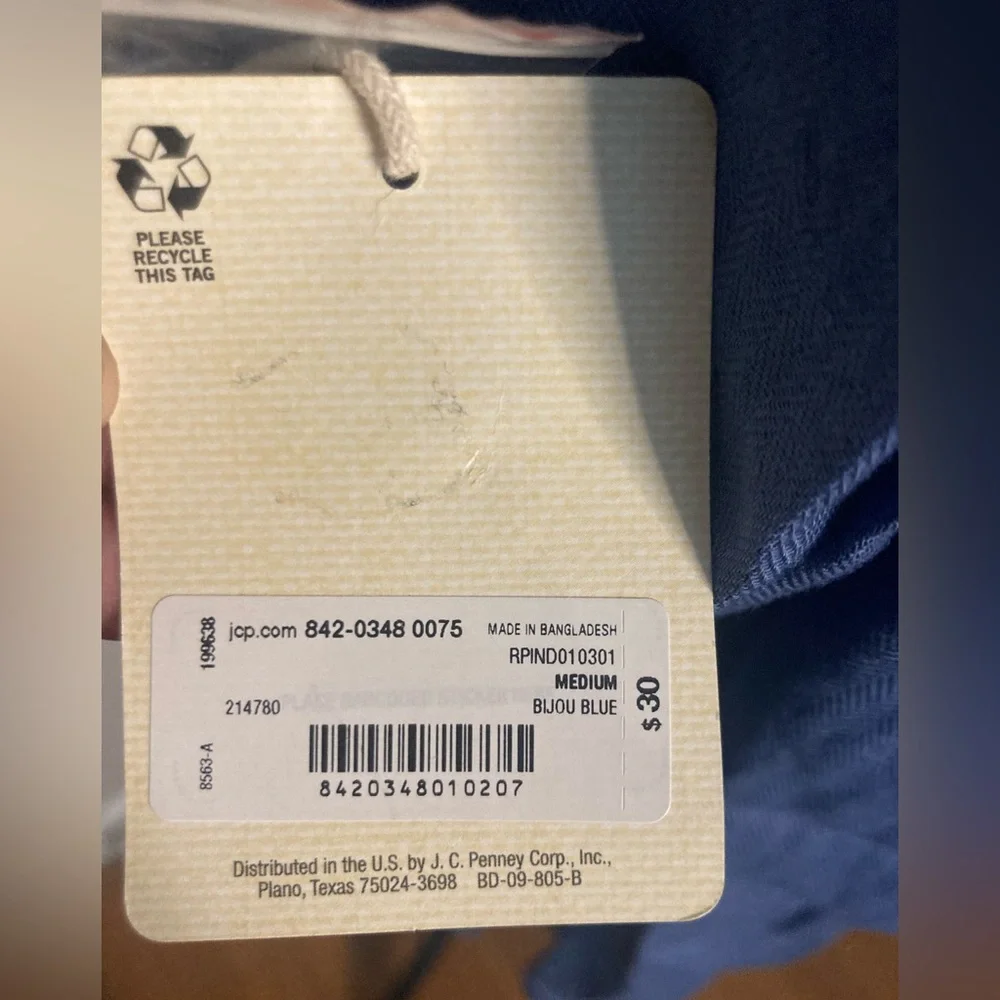 PLEASE
RECYCLE
THIS TAG
199638
jcp.com 842-0348 0075
MADE IN BANGLADESH
RPIND010301
MEDIUM
214780
BIJOU BLUE
$30
8563-A
8420348010207
Distributed in the U.S. by J. C. Penney Corp., Inc.,
Plano, Texas 75024-3698 BD-09-805-B